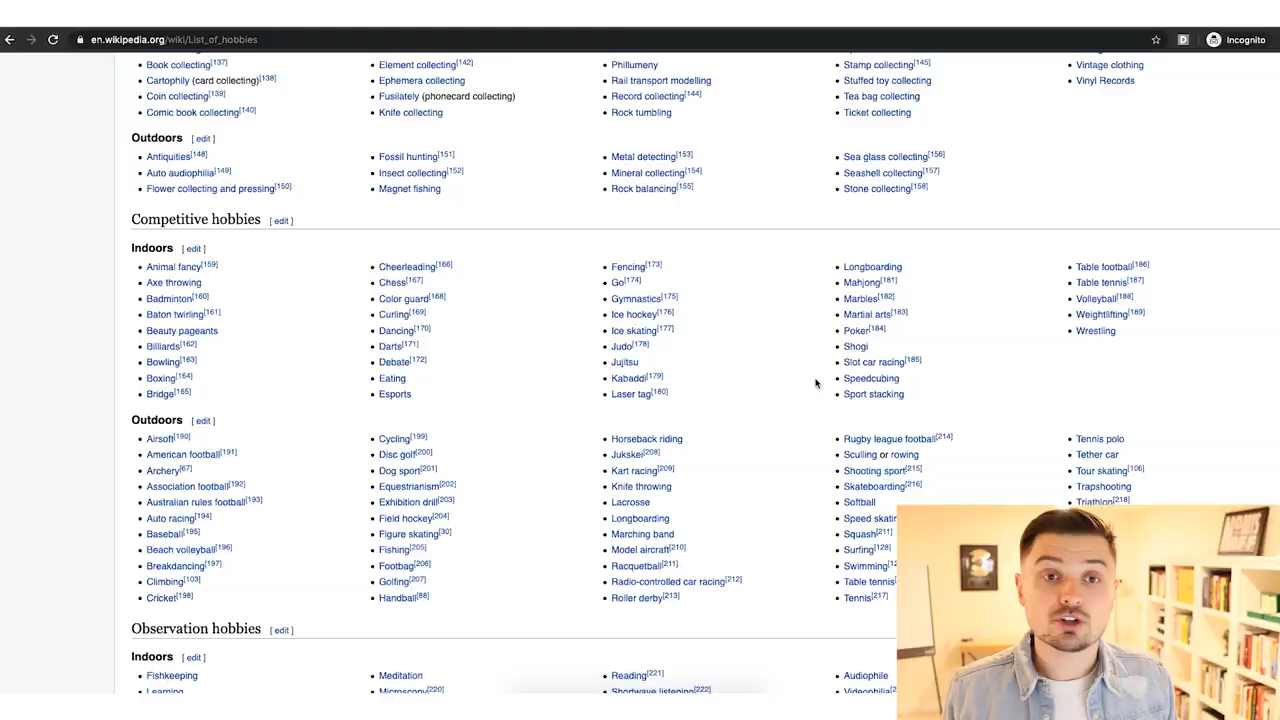 en.wikipedia.org/wiki/List_of_hobbies
Incognito
Book collecting[137]
Cartophily (card collecting)[138]
Coin collecting[139]
Comic book collecting[140]
Element collecting[142]
Ephemera collecting
Fusilately (phonecard collecting)
Knife collecting
Phillumeny
Rail transport modelling
Record collecting[144]
Rock tumbling
Stamp collecting[145]
Stuffed toy collecting
Tea bag collecting
Ticket collecting
Vintage clothing
Vinyl Records
Outdoors [ edit ]
Antiquities[148]
Auto audiophilia[149]
Flower collecting and pressing[150]
Fossil hunting[151]
Insect collecting[152]
Magnet fishing
Metal detecting[153]
Mineral collecting[154]
Rock balancing[155]
Sea glass collecting[156]
Seashell collecting[157]
Stone collecting[158]
Competitive hobbies [ edit ]
Indoors [ edit ]
Animal fancy[159]
Axe throwing
Badminton[160]
Baton twirling[161]
Beauty pageants
Billiards[162]
Bowling[163]
Boxing[164]
Bridge[165]
Cheerleading[166]
Chess[167]
Color guard[168]
Curling[169]
Dancing[170]
Darts[171]
Debate[172]
Eating
Esports
Fencing[173]
Go[174]
Gymnastics[175]
Ice hockey[176]
Ice skating[177]
Judo[178]
Jujitsu
Kabaddi[179]
Laser tag[180]
Longboarding
Mahjong[181]
Marbles[182]
Martial arts[183]
Poker[184]
Shogi
Slot car racing[185]
Speedcubing
Sport stacking
Table football[186]
Table tennis[187]
Volleyball[188]
Weightlifting[189]
Wrestling
Outdoors [ edit ]
Airsoft[190]
American football[191]
Archery[67]
Association football[192]
Australian rules football[193]
Auto racing[194]
Baseball[195]
Beach volleyball[196]
Breakdancing[197]
Climbing[103]
Cricket[198]
Cycling[199]
Disc golf[200]
Dog sport[201]
Equestrianism[202]
Exhibition drill[203]
Field hockey[204]
Figure skating[30]
Fishing[205]
Footbag[206]
Golfing[207]
Handball[88]
Horseback riding
Jukskei[208]
Kart racing[209]
Knife throwing
Lacrosse
Longboarding
Marching band
Model aircraft[210]
Racquetball[211]
Radio-controlled car racing[212]
Roller derby[213]
Rugby league football[214]
Sculling or rowing
Shooting sport[215]
Skateboarding[216]
Softball
Speed skatin
Squash[211]
Surfing[128]
Swimming[12
Table tennis[
Tennis[217]
Tennis polo
Tether car
Tour skating[106]
Trapshooting
Triathlon[218]
Observation hobbies [ edit ]
Indoors [ edit ]
Fishkeeping
Learning
Meditation
Microscopy[220]
Reading[221]
Shortwave listening[222]
Audiophile
Videophilia[2